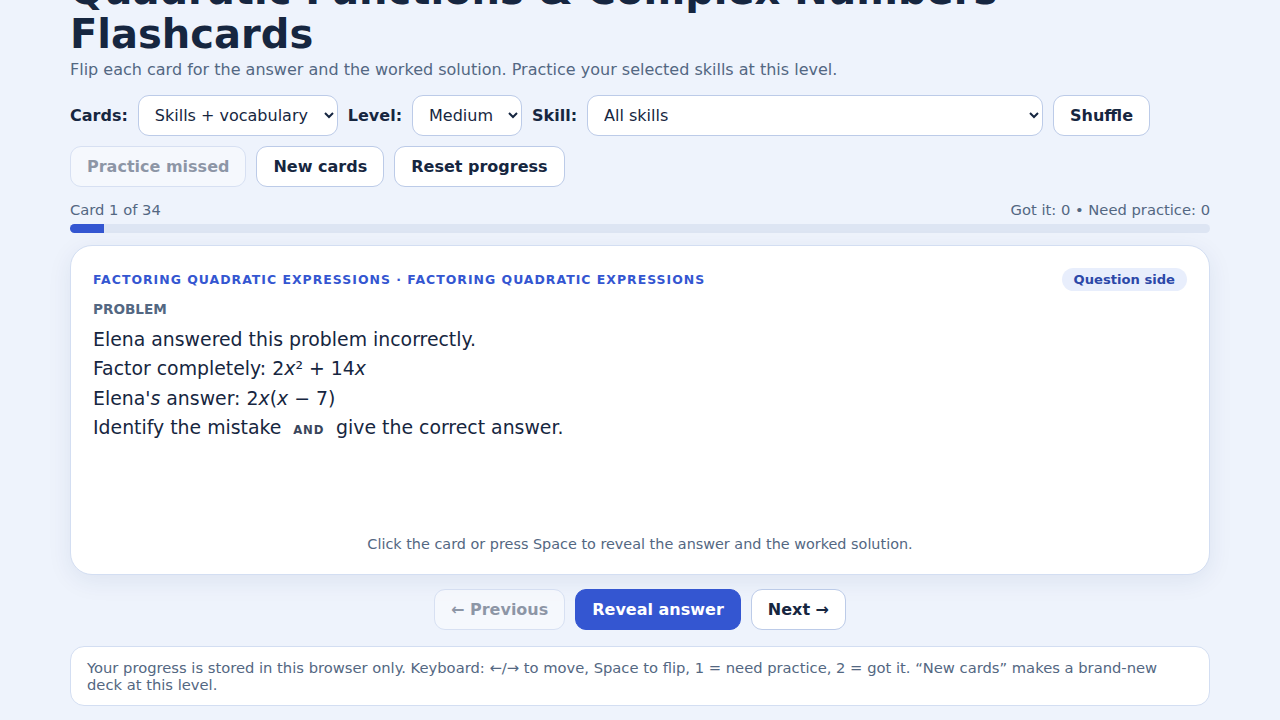 Quadratic Functions & Complex Numbers
Flashcards
Flip each card for the answer and the worked solution. Practice your selected skills at this level.
Cards: Skills + vocabulary Level: Medium Skill: All skills Shuffle
Practice missed New cards Reset progress
Card 1 of 34 Got it: 0 • Need practice: 0
FACTORING QUADRATIC EXPRESSIONS · FACTORING QUADRATIC EXPRESSIONS Question side
PROBLEM
Elena answered this problem incorrectly.
Factor completely: 2x² + 14x
Elena's answer: 2x(x − 7)
Identify the mistake AND give the correct answer.
Click the card or press Space to reveal the answer and the worked solution.
← Previous Reveal answer Next →
Your progress is stored in this browser only. Keyboard: ←/→ to move, Space to flip, 1 = need practice, 2 = got it. “New cards” makes a brand-new
deck at this level.